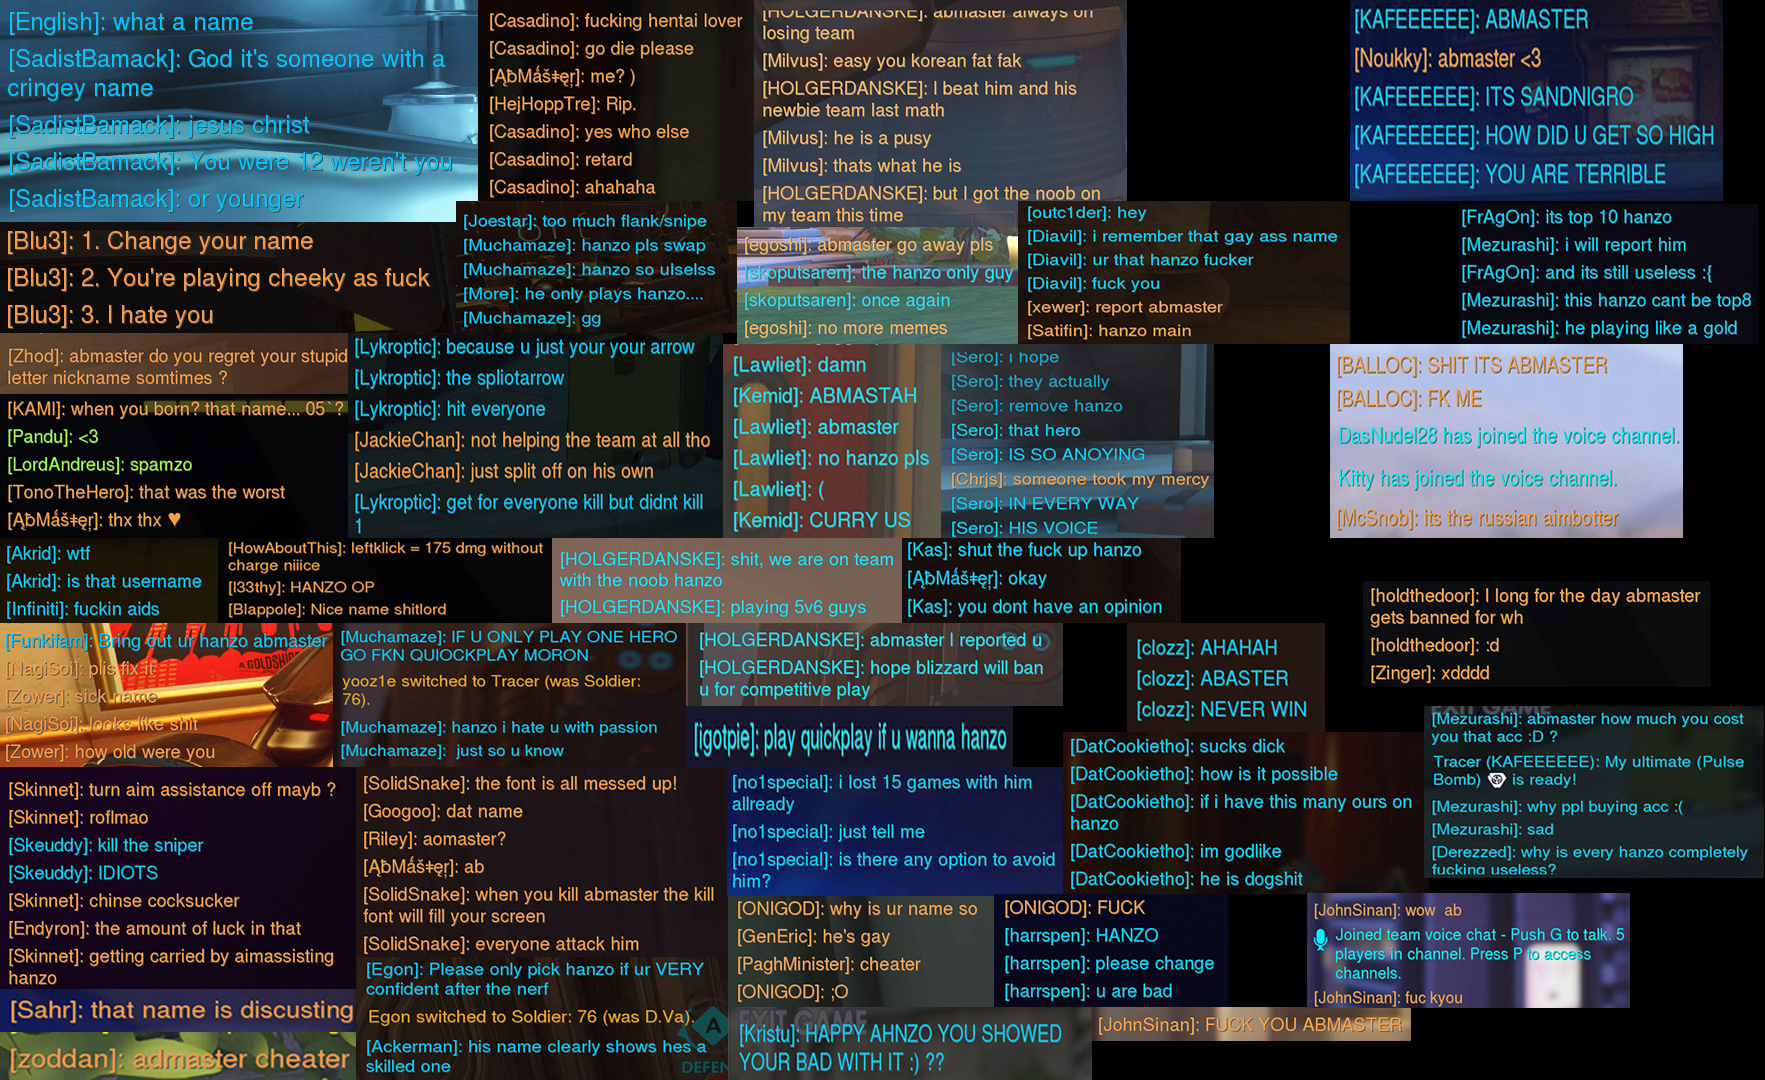 [English]: what a name
[SadistBamack]: God it's someone with a
cringey name
[SadistBamack]: jesus christ
[SadistBamack]: You were 12 weren't you
[SadistBamack]: or younger
[Casadino]: fucking hentai lover
[Casadino]: go die please
[ĄƀMǻš‡ęŗ]: me? )
[HejHoppTre]: Rip.
[Casadino]: yes who else
[Casadino]: retard
[Casadino]: ahahaha
[HOLGERDANSKE]: abmaster always on
losing team
[Milvus]: easy you korean fat fak
[HOLGERDANSKE]: I beat him and his
newbie team last math
[Milvus]: he is a pusy
[Milvus]: thats what he is
[HOLGERDANSKE]: but I got the noob on
my team this time
[KAFEEEEEE]: ABMASTER
[Noukky]: abmaster <3
[KAFEEEEEE]: ITS SANDNIGRO
[KAFEEEEEE]: HOW DID U GET SO HIGH
[KAFEEEEEE]: YOU ARE TERRIBLE
[Blu3]: 1. Change your name
[Blu3]: 2. You're playing cheeky as fuck
[Blu3]: 3. I hate you
[Joestar]: too much flank/snipe
[Muchamaze]: hanzo pls swap
[Muchamaze]: hanzo so ulselss
[More]: he only plays hanzo....
[Muchamaze]: gg
[egoshi]: abmaster go away pls
[skoputsaren]: the hanzo only guy
[skoputsaren]: once again
[egoshi]: no more memes
[outc1der]: hey
[Diavil]: i remember that gay ass name
[Diavil]: ur that hanzo fucker
[Diavil]: fuck you
[xewer]: report abmaster
[Satifin]: hanzo main
[FrAgOn]: its top 10 hanzo
[Mezurashi]: i will report him
[FrAgOn]: and its still useless :{
[Mezurashi]: this hanzo cant be top8
[Mezurashi]: he playing like a gold
[Zhod]: abmaster do you regret your stupid
letter nickname somtimes ?
[KAMI]: when you born? that name... 05`?
[Pandu]: <3
[LordAndreus]: spamzo
[TonoTheHero]: that was the worst
[ĄƀMǻš‡ęŗ]: thx thx ♥
[Lykroptic]: because u just your your arrow
[Lykroptic]: the spliotarrow
[Lykroptic]: hit everyone
[JackieChan]: not helping the team at all tho
[JackieChan]: just split off on his own
[Lykroptic]: get for everyone kill but didnt kill
1
[Lawliet]: damn
[Kemid]: ABMASTAH
[Lawliet]: abmaster
[Lawliet]: no hanzo pls
[Lawliet]: :(
[Kemid]: CURRY US
[Sero]: i hope
[Sero]: they actually
[Sero]: remove hanzo
[Sero]: that hero
[Sero]: IS SO ANOYING
[Chrjs]: someone took my mercy
[Sero]: IN EVERY WAY
[Sero]: HIS VOICE
[BALLOC]: SHIT ITS ABMASTER
[BALLOC]: FK ME
DasNudel28 has joined the voice channel.
Kitty has joined the voice channel.
[McSnob]: its the russian aimbotter
[Akrid]: wtf
[Akrid]: is that username
[Infiniti]: fuckin aids
[HowAboutThis]: leftklick = 175 dmg without
charge niiice
[l33thy]: HANZO OP
[Blappole]: Nice name shitlord
[HOLGERDANSKE]: shit, we are on team
with the noob hanzo
[HOLGERDANSKE]: playing 5v6 guys
[Kas]: shut the fuck up hanzo
[ĄƀMǻš‡ęŗ]: okay
[Kas]: you dont have an opinion
[holdthedoor]: I long for the day abmaster
gets banned for wh
[holdthedoor]: :d
[Zinger]: xdddd
[Funkifam]: Bring out ur hanzo abmaster
[NagiSoi]: plis fix it
[Zower]: sick name
[NagiSoi]: looks like shit
[Zower]: how old were you
[Muchamaze]: IF U ONLY PLAY ONE HERO
GO FKN QUIOCKPLAY MORON
yooz1e switched to Tracer (was Soldier:
76).
[Muchamaze]: hanzo i hate u with passion
[Muchamaze]: just so u know
[HOLGERDANSKE]: abmaster I reported u
[HOLGERDANSKE]: hope blizzard will ban
u for competitive play
[igotpie]: play quickplay if u wanna hanzo
[clozz]: AHAHAH
[clozz]: ABASTER
[clozz]: NEVER WIN
EXIT GAME
[Mezurashi]: abmaster how much you cost
you that acc :D ?
Tracer (KAFEEEEEE): My ultimate (Pulse
Bomb) is ready!
[Mezurashi]: why ppl buying acc :(
[Mezurashi]: sad
[Derezzed]: why is every hanzo completely
fucking useless?
[Skinnet]: turn aim assistance off mayb ?
[Skinnet]: roflmao
[Skeuddy]: kill the sniper
[Skeuddy]: IDIOTS
[Skinnet]: chinse cocksucker
[Endyron]: the amount of luck in that
[Skinnet]: getting carried by aimassisting
hanzo
[SolidSnake]: the font is all messed up!
[Googoo]: dat name
[Riley]: aomaster?
[ĄƀMǻš‡ęŗ]: ab
[SolidSnake]: when you kill abmaster the kill
font will fill your screen
[SolidSnake]: everyone attack him
[no1special]: i lost 15 games with him
allready
[no1special]: just tell me
[no1special]: is there any option to avoid
him?
[DatCookietho]: sucks dick
[DatCookietho]: how is it possible
[DatCookietho]: if i have this many ours on
hanzo
[DatCookietho]: im godlike
[DatCookietho]: he is dogshit
[ONIGOD]: why is ur name so
[GenEric]: he's gay
[PaghMinister]: cheater
[ONIGOD]: ;O
[ONIGOD]: FUCK
[harrspen]: HANZO
[harrspen]: please change
[harrspen]: u are bad
[JohnSinan]: wow ab
Joined team voice chat - Push G to talk. 5
players in channel. Press P to access
channels.
[JohnSinan]: fuc kyou
[Sahr]: that name is discusting
[zoddan]: admaster cheater
[Egon]: Please only pick hanzo if ur VERY
confident after the nerf
Egon switched to Soldier: 76 (was D.Va).
[Ackerman]: his name clearly shows hes a
skilled one
A
DEFEN
EXIT GAME
[Kristu]: HAPPY AHNZO YOU SHOWED
YOUR BAD WITH IT :) ??
[JohnSinan]: FUCK YOU ABMASTER